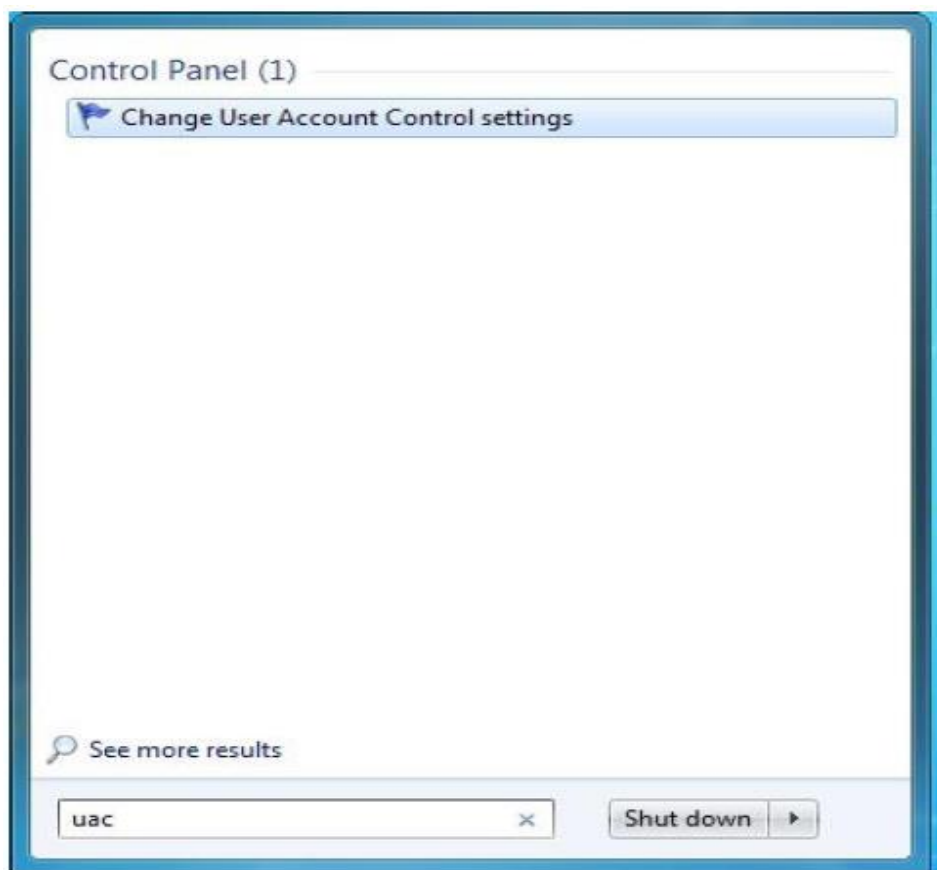 Control Panel (1)
Change User Account Control settings
See more results
uac
Shut down